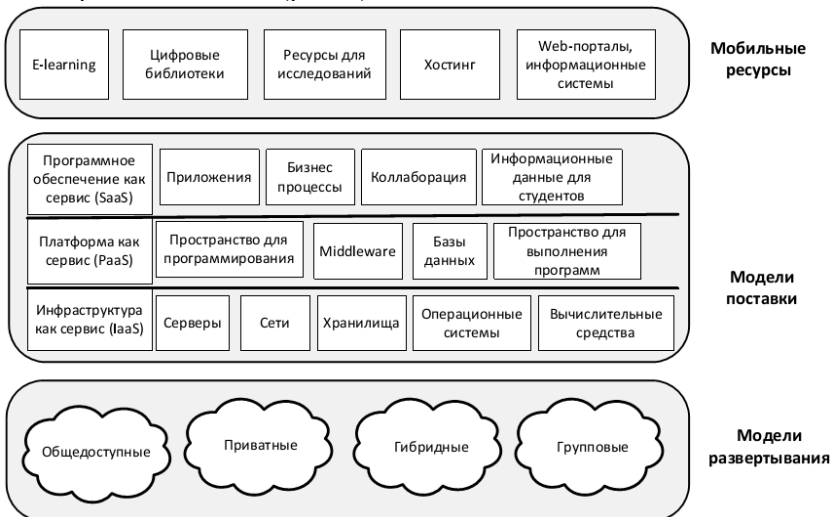 E-learning
Цифровые
библиотеки
Ресурсы для
исследований
Хостинг
Web-порталы,
информационные
системы
Мобильные
ресурсы
Программное
обеспечение как
сервис (SaaS)
Приложения
Бизнес
процессы
Коллаборация
Информационные
данные для
студентов
Платформа как
сервис (PaaS)
Пространство для
программирования
Middleware
Базы
данных
Пространство для
выполнения
программ
Инфраструктура
как сервис (IaaS)
Серверы
Сети
Хранилища
Операционные
системы
Вычислительные
средства
Модели
поставки
Общедоступные
Приватные
Гибридные
Групповые
Модели
развертывания